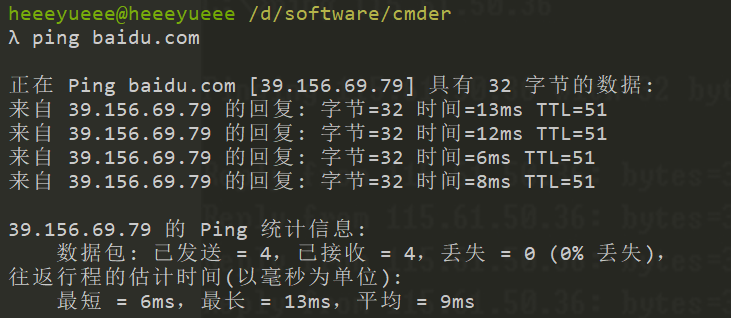 heeeyueee@heeeyueee /d/software/cmder
λ ping baidu.com
正在 Ping baidu.com [39.156.69.79] 具有 32 字节的数据:
来自 39.156.69.79 的回复: 字节=32 时间=13ms TTL=51
来自 39.156.69.79 的回复: 字节=32 时间=12ms TTL=51
来自 39.156.69.79 的回复: 字节=32 时间=6ms TTL=51
来自 39.156.69.79 的回复: 字节=32 时间=8ms TTL=51
39.156.69.79 的 Ping 统计信息:
    数据包: 已发送 = 4，已接收 = 4，丢失 = 0 (0% 丢失)，
往返行程的估计时间(以毫秒为单位):
    最短 = 6ms，最长 = 13ms，平均 = 9ms